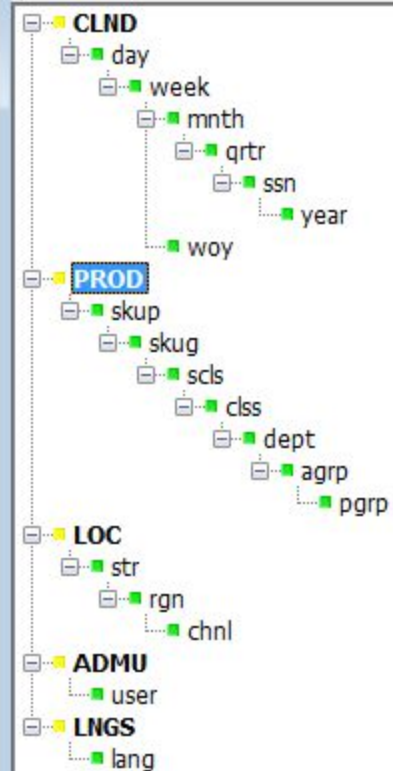 CLND
day
week
mnth
qrtr
ssn
year
woy
PROD
skup
skug
scls
clss
dept
agrp
pgrp
LOC
str
rgn
chnl
ADMU
user
LNGS
lang